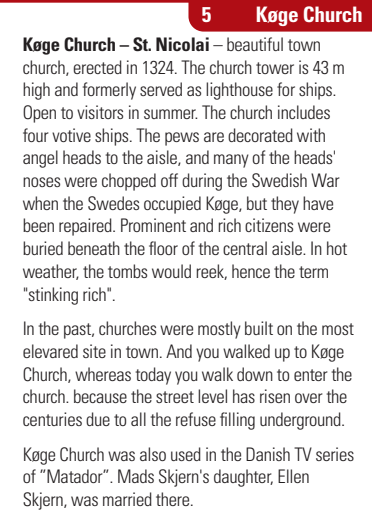 5 Køge Church
Køge Church – St. Nicolai – beautiful town
church, erected in 1324. The church tower is 43 m
high and formerly served as lighthouse for ships.
Open to visitors in summer. The church includes
four votive ships. The pews are decorated with
angel heads to the aisle, and many of the heads'
noses were chopped off during the Swedish War
when the Swedes occupied Køge, but they have
been repaired. Prominent and rich citizens were
buried beneath the floor of the central aisle. In hot
weather, the tombs would reek, hence the term
"stinking rich".
In the past, churches were mostly built on the most
elevared site in town. And you walked up to Køge
Church, whereas today you walk down to enter the
church. because the street level has risen over the
centuries due to all the refuse filling underground.
Køge Church was also used in the Danish TV series
of ”Matador”. Mads Skjern's daughter, Ellen
Skjern, was married there.